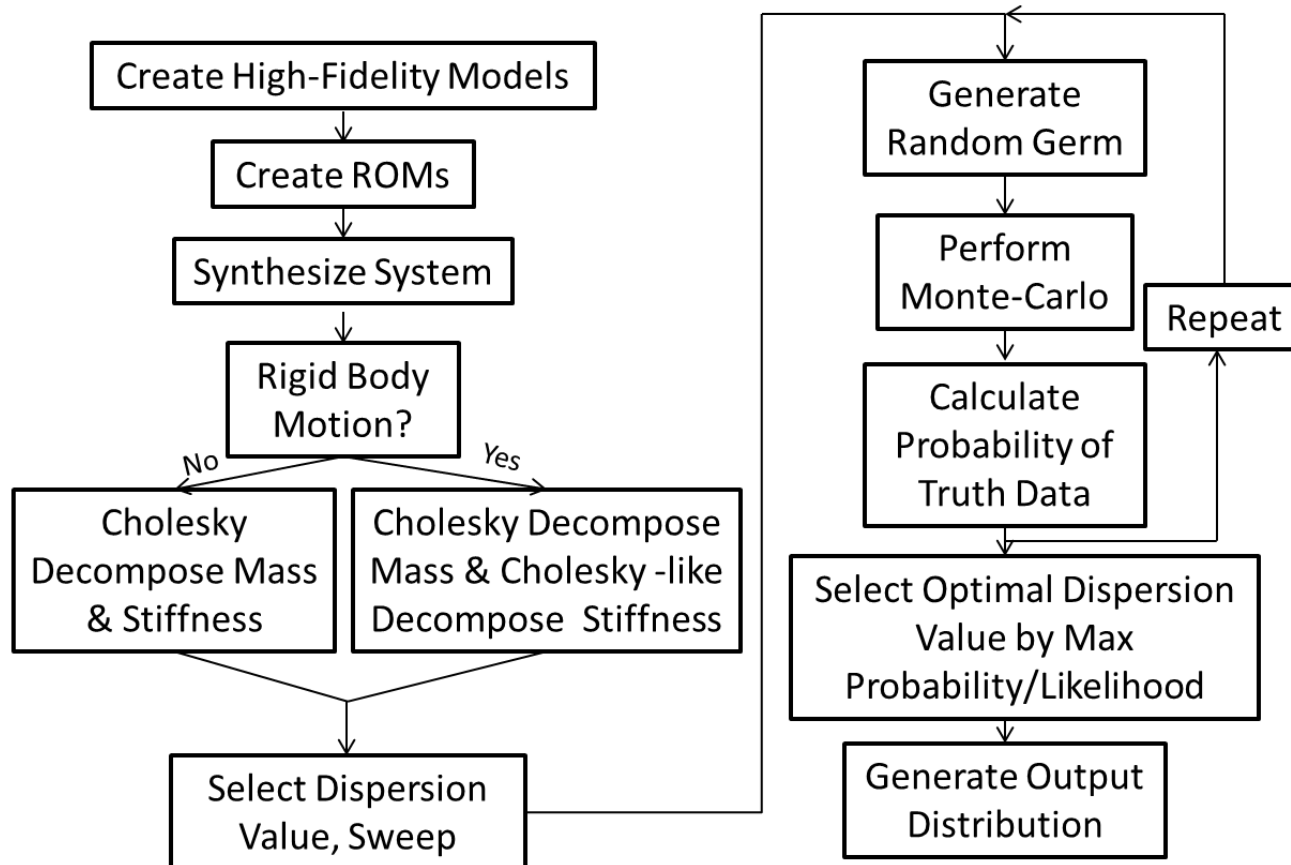 Create High-Fidelity Models
Create ROMs
Synthesize System
Rigid Body
Motion?
No
Yes
Cholesky
Decompose Mass
& Stiffness
Cholesky Decompose
Mass & Cholesky -like
Decompose Stiffness
Select Dispersion
Value, Sweep
Generate
Random Germ
Perform
Monte-Carlo
Repeat
Calculate
Probability of
Truth Data
Select Optimal Dispersion
Value by Max
Probability/Likelihood
Generate Output
Distribution